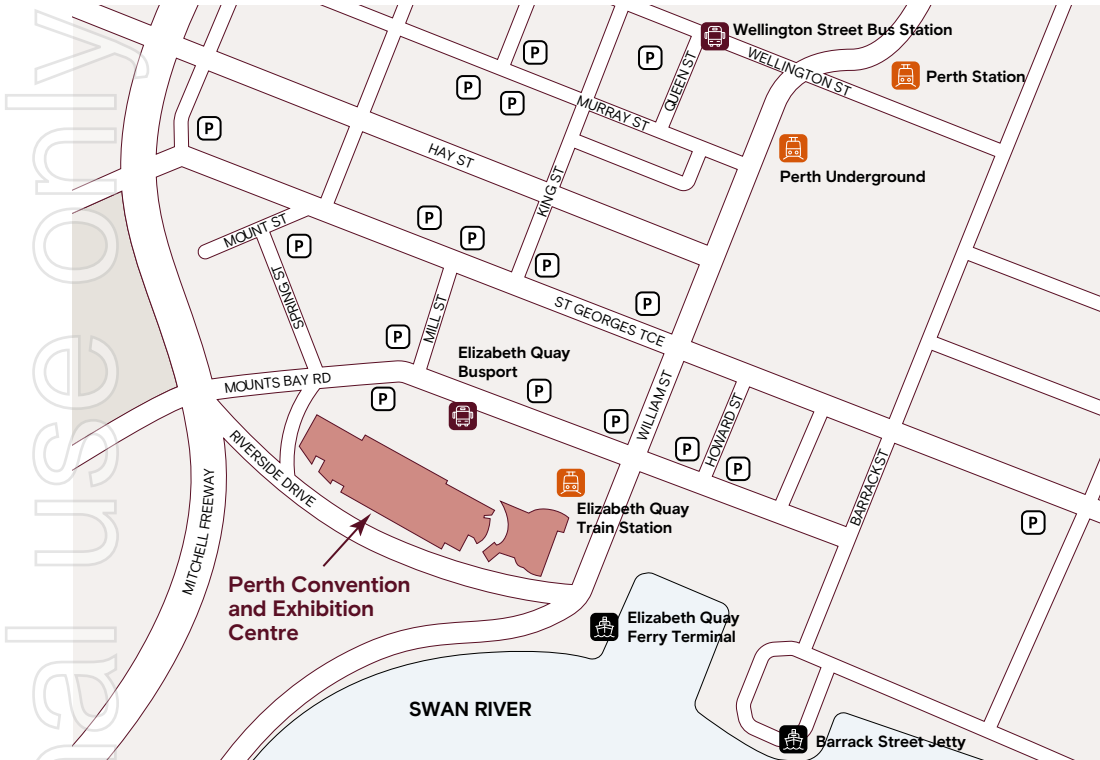 Wellington Street Bus Station
WELLINGTON ST
Perth Station
P
P
QUEEN ST
P
P
MURRAY ST
P
HAY ST
Perth Underground
KING ST
MOUNT ST
P
P
P
P
SPRING ST
MILL ST
P
ST GEORGES TCE
P
Elizabeth Quay
Busport
MOUNTS BAY RD
P
P
P
WILLIAM ST
HOWARD ST
P
P
RIVERSIDE DRIVE
MITCHELL FREEWAY
BARRACK ST
P
Elizabeth Quay
Train Station
Perth Convention
and Exhibition
Centre
Elizabeth Quay
Ferry Terminal
SWAN RIVER
Barrack Street Jetty
nal use only